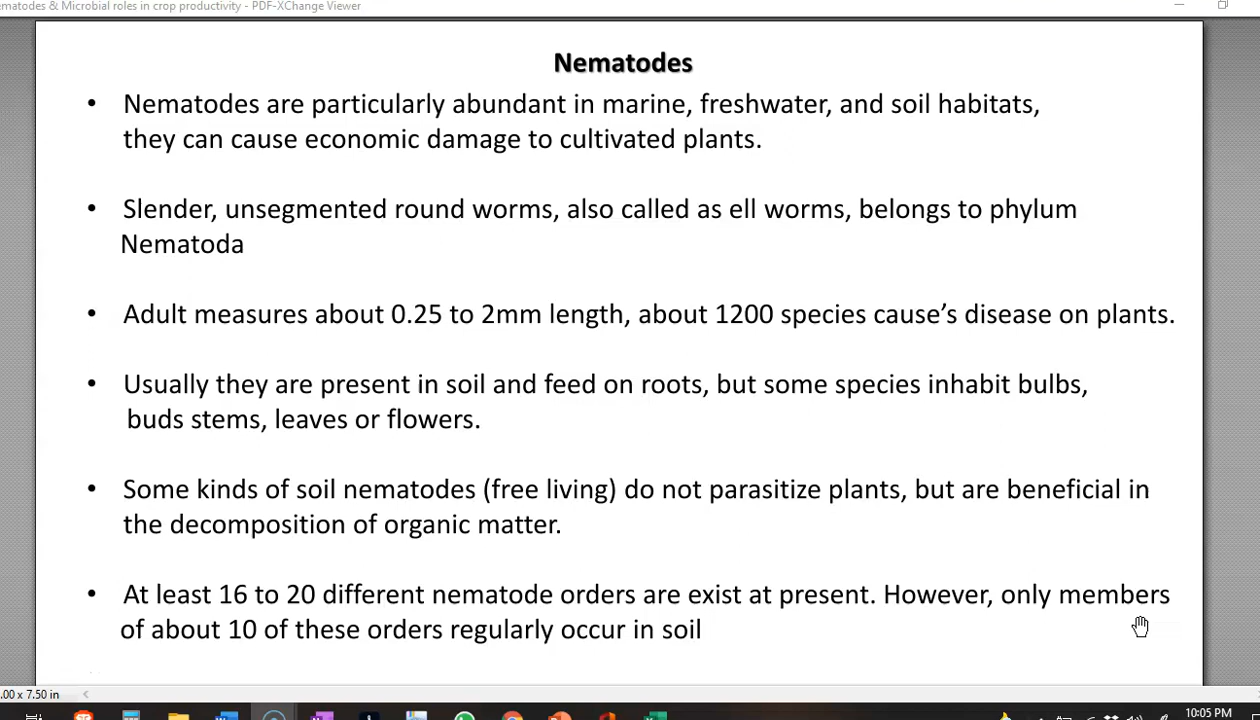 ematodes & Microbial roles in crop productivity - PDF-XChange Viewer
Nematodes
• Nematodes are particularly abundant in marine, freshwater, and soil habitats,
they can cause economic damage to cultivated plants.
• Slender, unsegmented round worms, also called as ell worms, belongs to phylum
Nematoda
• Adult measures about 0.25 to 2mm length, about 1200 species cause’s disease on plants.
• Usually they are present in soil and feed on roots, but some species inhabit bulbs,
buds stems, leaves or flowers.
• Some kinds of soil nematodes (free living) do not parasitize plants, but are beneficial in
the decomposition of organic matter.
• At least 16 to 20 different nematode orders are exist at present. However, only members
of about 10 of these orders regularly occur in soil
.00 x 7.50 in
10:05 PM